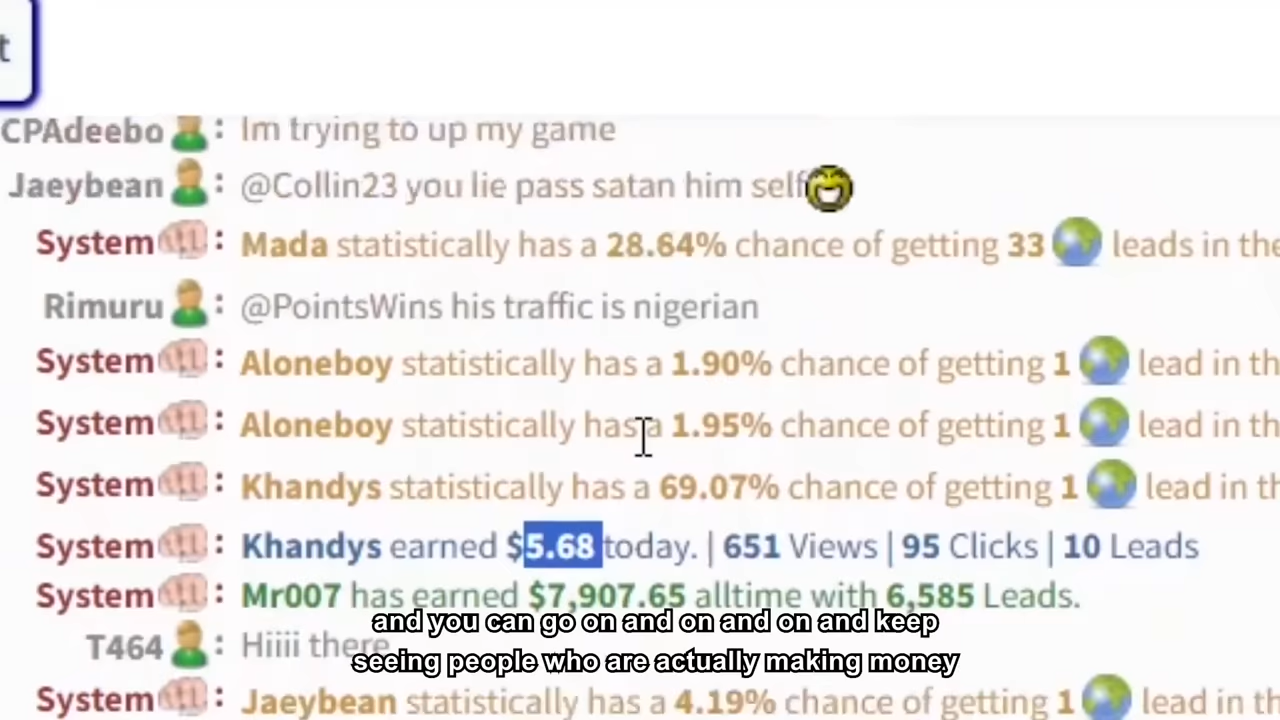 t
CPAdeebo : Im trying to up my game
Jaeybean : @Collin23 you lie pass satan him self
System : Mada statistically has a 28.64% chance of getting 33 leads in the
Rimuru : @PointsWins his traffic is nigerian
System : Aloneboy statistically has a 1.90% chance of getting 1 lead in th
System : Aloneboy statistically has a 1.95% chance of getting 1 lead in th
System : Khandys statistically has a 69.07% chance of getting 1 lead in th
System : Khandys earned $5.68 today. | 651 Views | 95 Clicks | 10 Leads
System : Mr007 has earned $7,907.65 alltime with 6,585 Leads.
and you can go on and on and on and keep
T464 : Hiiii there
seeing people who are actually making money
System : Jaeybean statistically has a 4.19% chance of getting 1 lead in th